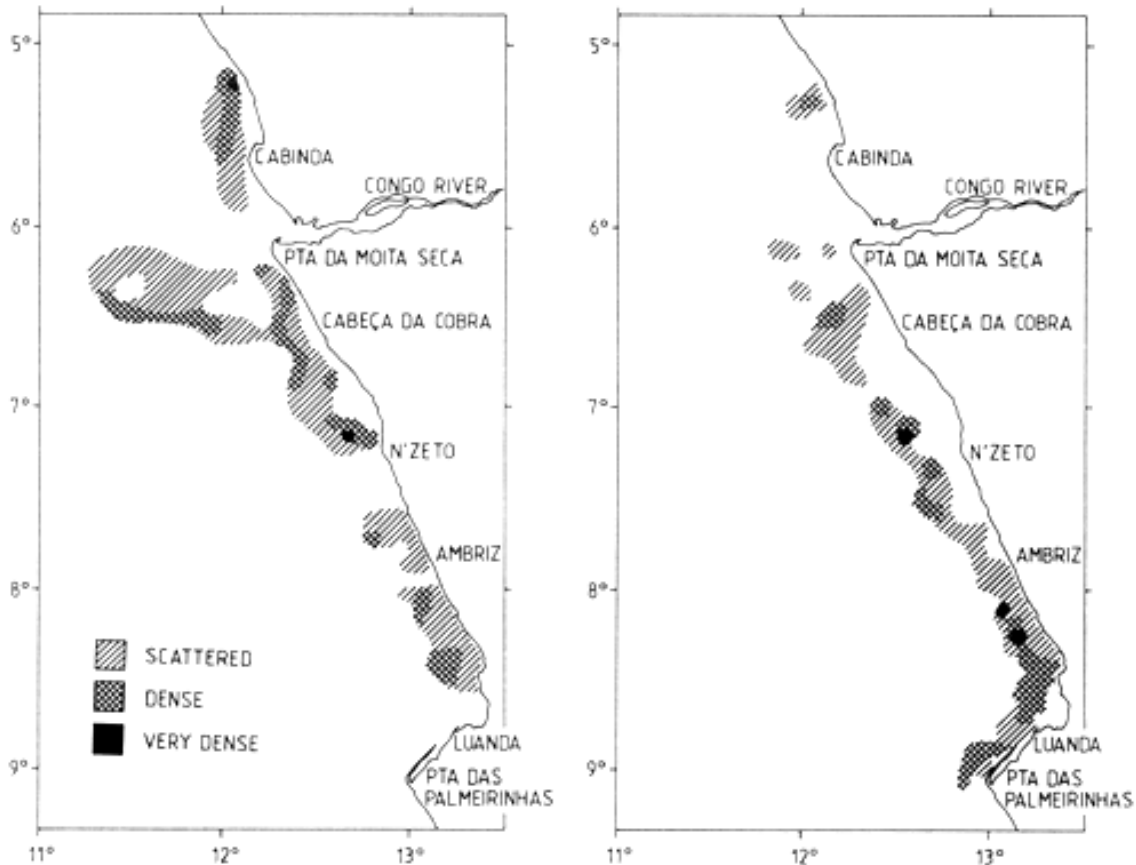 5°
CABINDA
CONGO RIVER
6°
PTA DA MOITA SECA
CABEÇA DA COBRA
7°
N'ZETO
AMBRIZ
8°
SCATTERED
DENSE
VERY DENSE
LUANDA
9°
PTA DAS
PALMEIRINHAS
11°
12°
13°
5°
CABINDA
CONGO RIVER
6°
PTA DA MOITA SECA
CABEÇA DA COBRA
7°
N'ZETO
AMBRIZ
8°
LUANDA
9°
PTA DAS
PALMEIRINHAS
11°
12°
13°